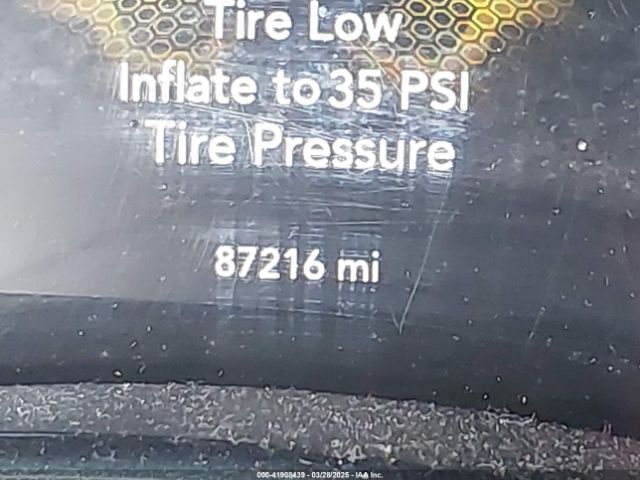 Tire Low
Inflate to 35 PSI
Tire Pressure
87216 mi
000-41908439 - 03/28/2025 - IAA Inc.